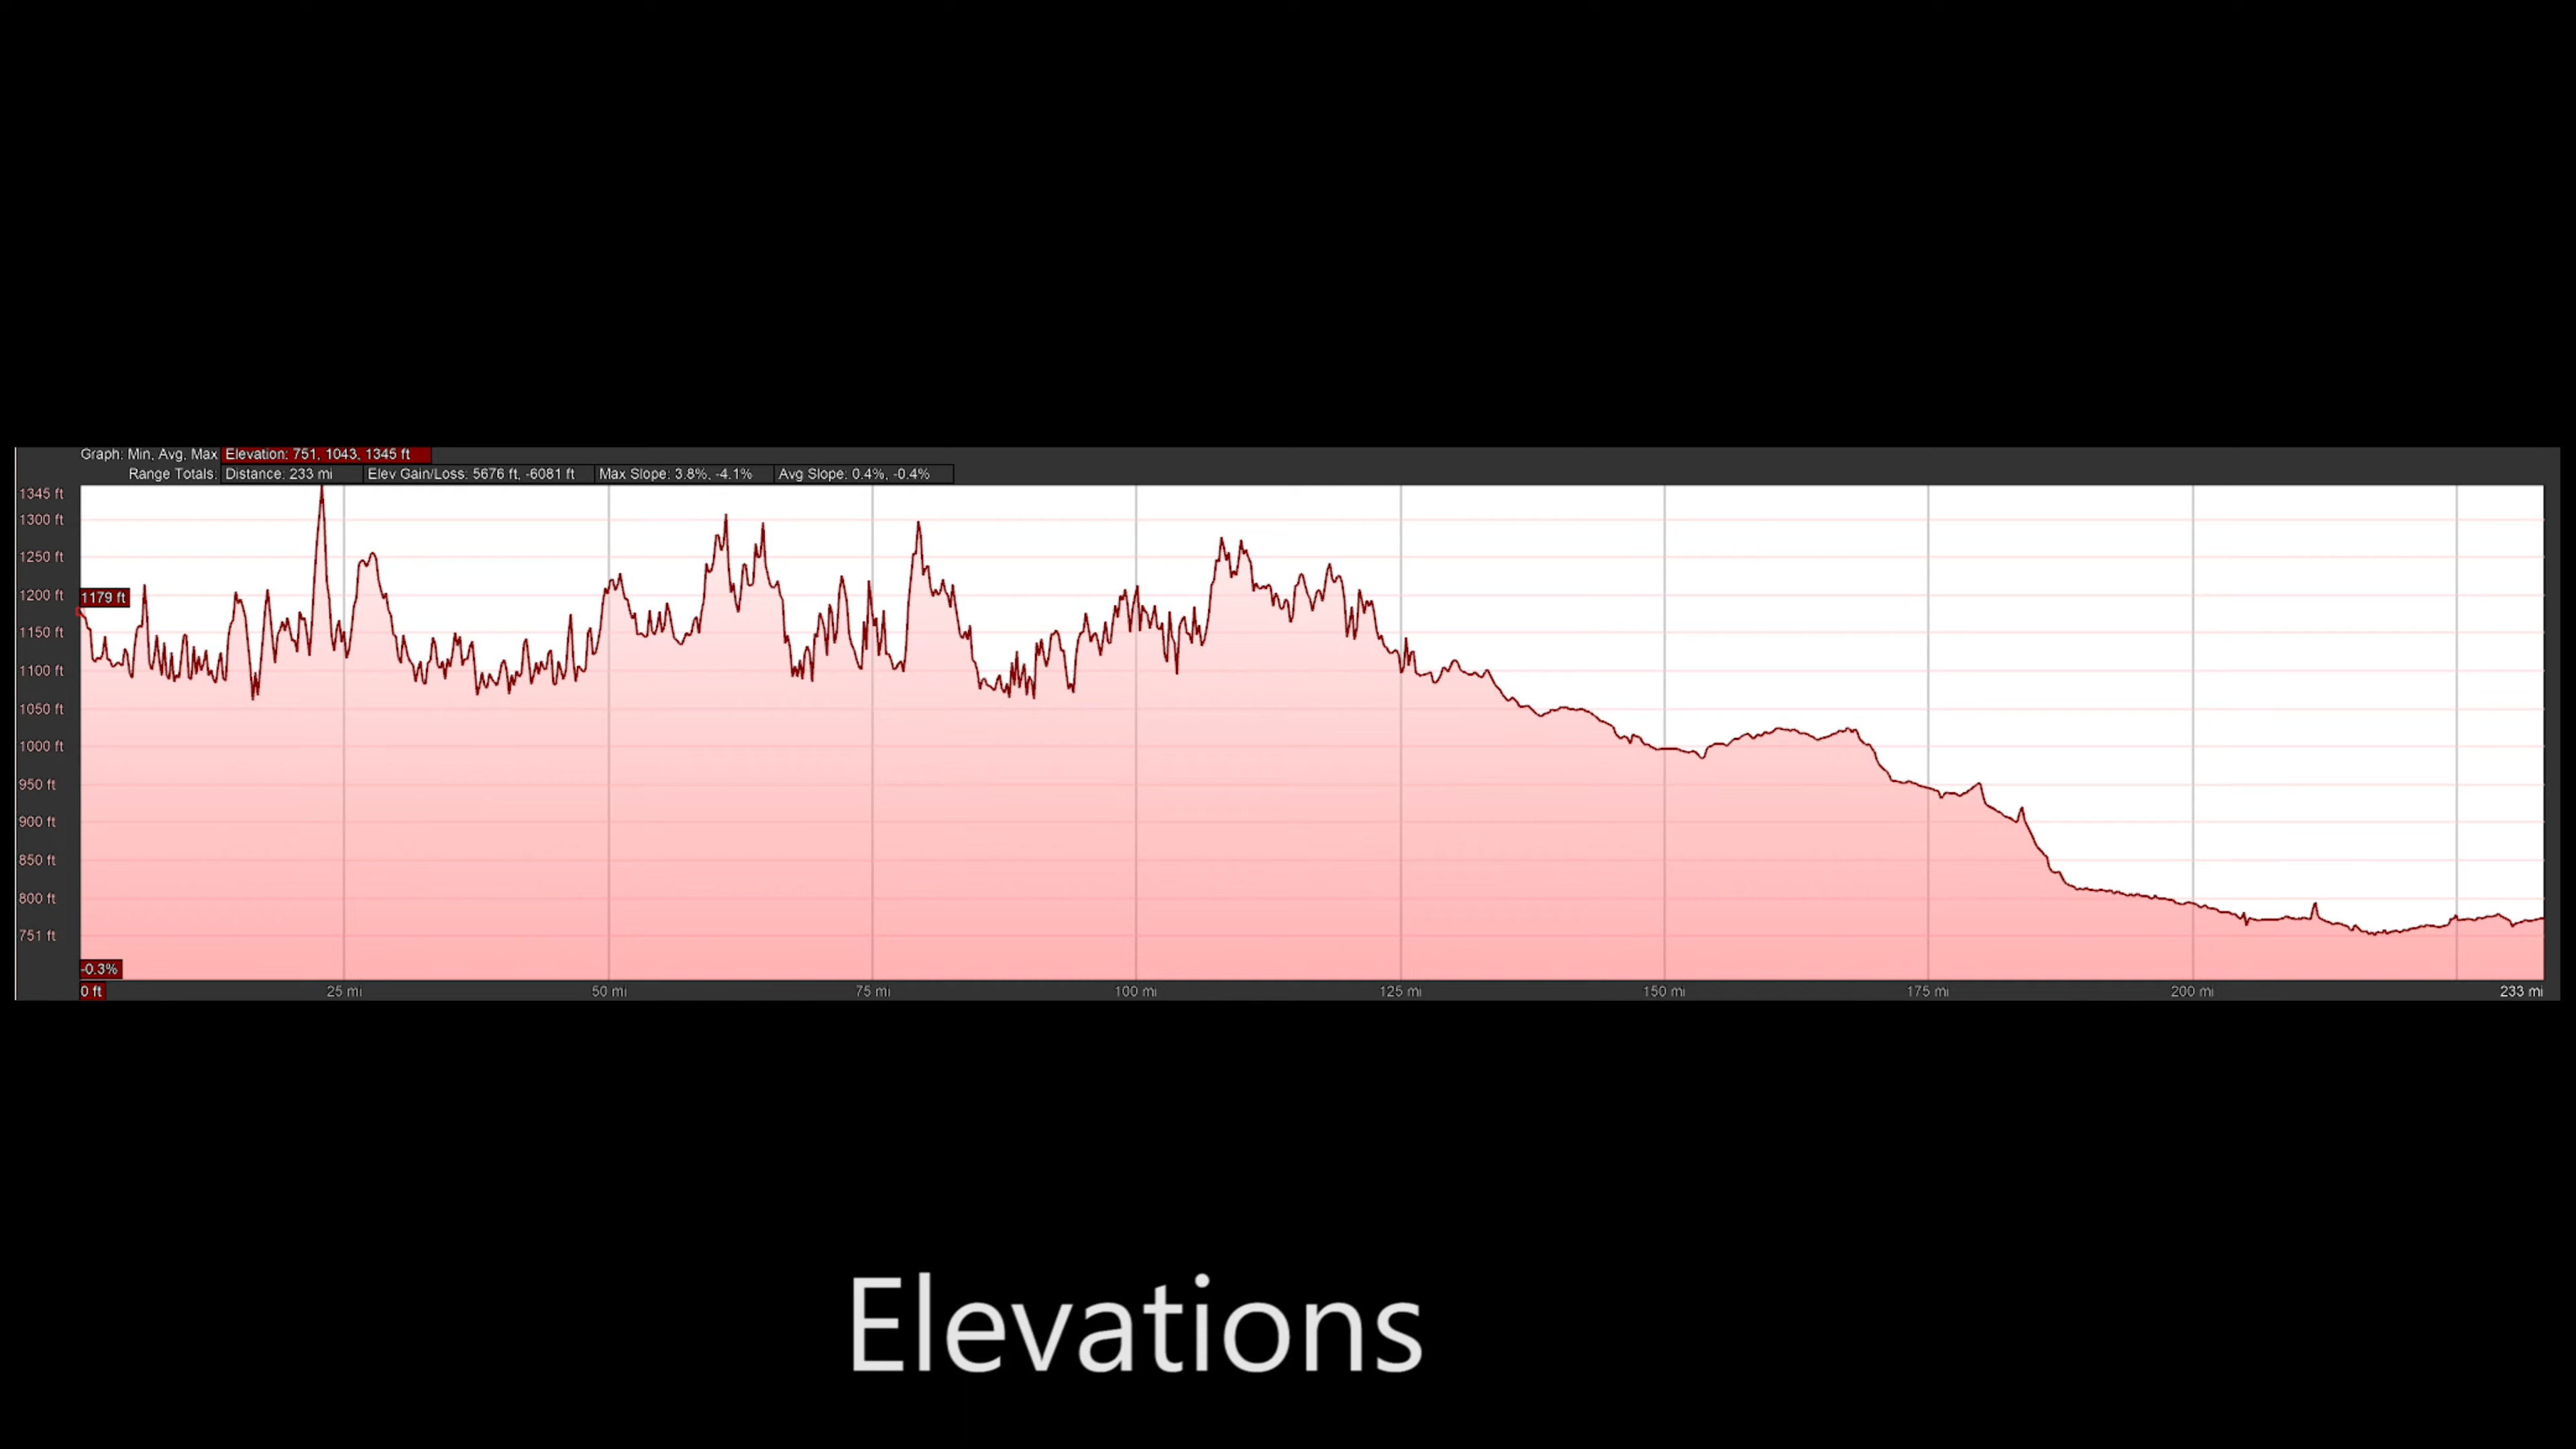 Graph: Min, Avg, Max Elevation: 751, 1043, 1345 ft
Range Totals: Distance: 233 mi Elev Gain/Loss: 5676 ft, -6081 ft Max Slope: 3.8%, -4.1% Avg Slope: 0.4%, -0.4%
1345 ft
1300 ft
1250 ft
1200 ft
1179 ft
1150 ft
1100 ft
1050 ft
1000 ft
950 ft
900 ft
850 ft
800 ft
751 ft
-0.3%
0 ft 25 mi 50 mi 75 mi 100 mi 125 mi 150 mi 175 mi 200 mi 233 mi
Elevations